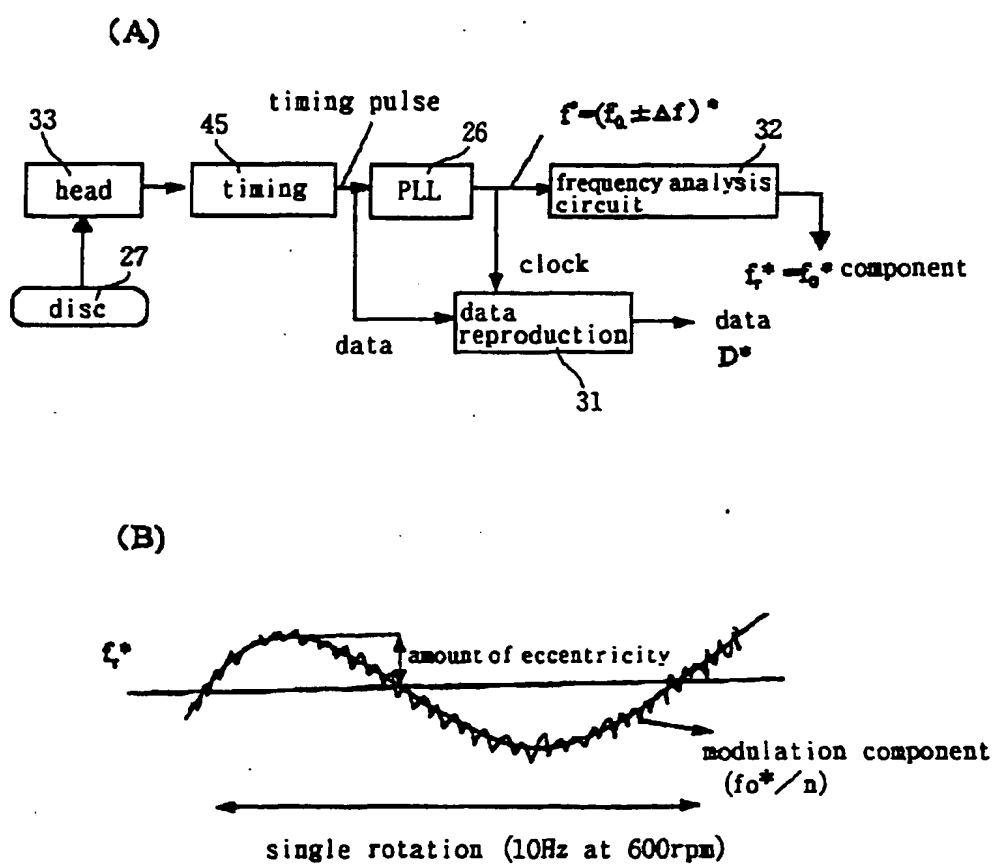 (A)
timing pulse
f*=(f₀±Δf)*
33
45
26
32
head
timing
PLL
frequency analysis
circuit
27
disc
clock
fᵣ*=f₀* component
data
data
reproduction
data
D*
31
(B)
fᵣ*
amount of eccentricity
modulation component
(fo*/n)
single rotation (10Hz at 600rpm)